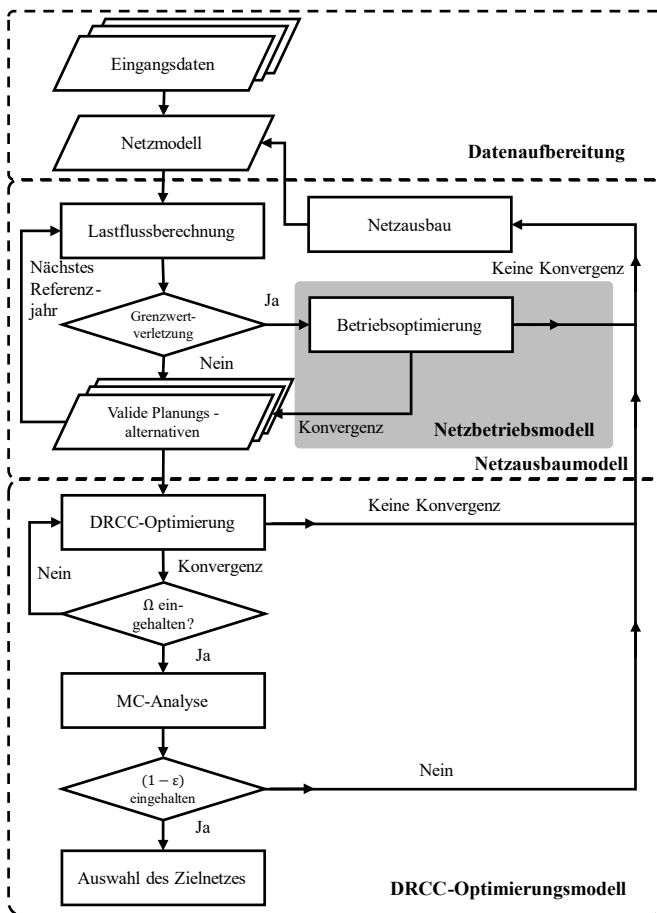 Eingangsdaten
Netzmodell
Datenaufbereitung
Lastflussberechnung
Netzausbau
Nächstes
Referenz-
jahr
Keine Konvergenz
Grenzwert-
verletzung
Ja
Betriebsoptimierung
Nein
Valide Planungs -
alternativen
Konvergenz
Netzbetriebsmodell
Netzausbaumodell
DRCC-Optimierung
Keine Konvergenz
Nein
Konvergenz
Ω ein-
gehalten?
Ja
MC-Analyse
(1 − ε)
eingehalten
Nein
Ja
Auswahl des Zielnetzes
DRCC-Optimierungsmodell